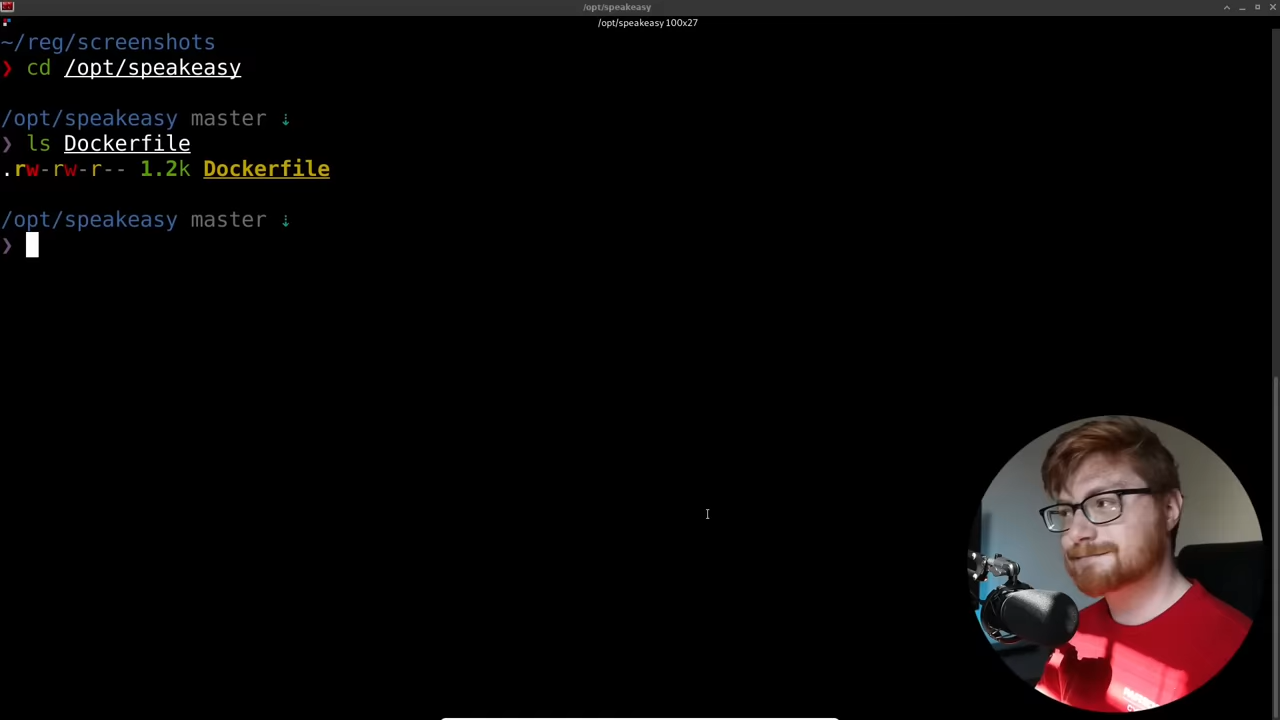 /opt/speakeasy
/opt/speakeasy 100x27
~/reg/screenshots
❯ cd /opt/speakeasy
/opt/speakeasy master ⇣
❯ ls Dockerfile
.rw-rw-r-- 1.2k Dockerfile
/opt/speakeasy master ⇣
❯